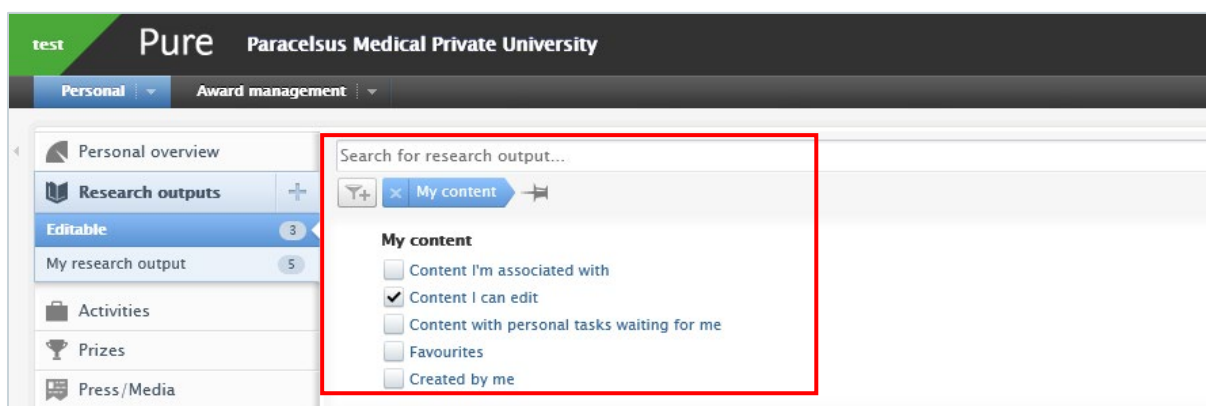 test Pure Paracelsus Medical Private University
Personal Award management
Personal overview
Research outputs
Editable 3
My research output 5
Activities
Prizes
Press/Media
Search for research output...
My content
My content
Content I'm associated with
Content I can edit
Content with personal tasks waiting for me
Favourites
Created by me